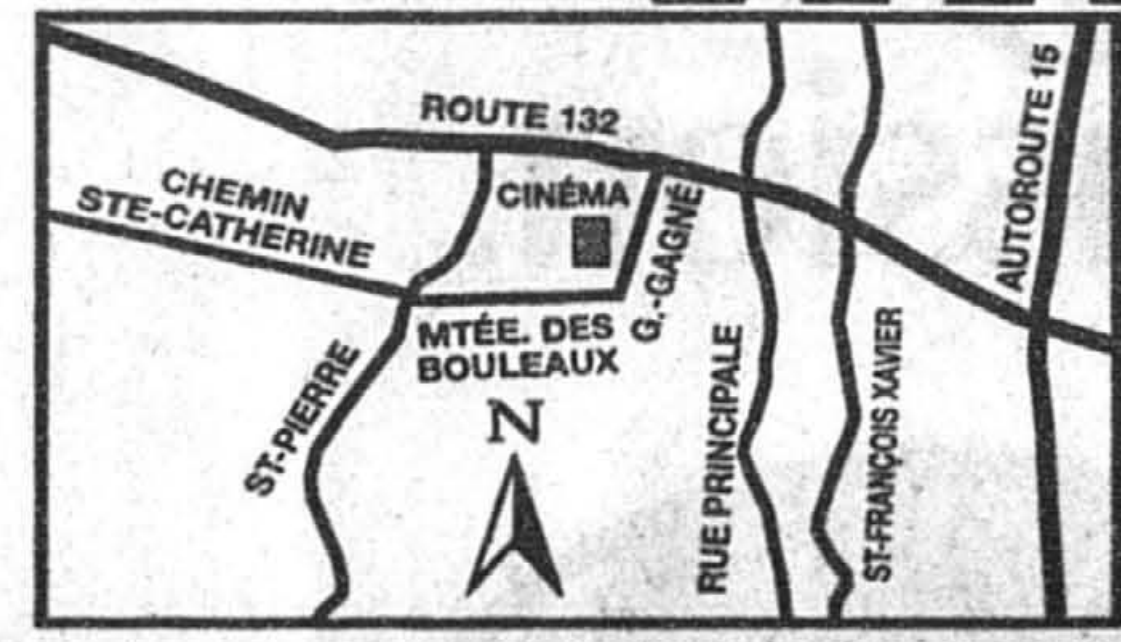 ROUTE 132
CHEMIN
STE-CATHERINE
CINÉMA
G.-GAGNÉ
AUTOROUTE 15
MTÉE. DES
BOULEAUX
ST-PIERRE
N
RUE PRINCIPALE
ST-FRANÇOIS XAVIER